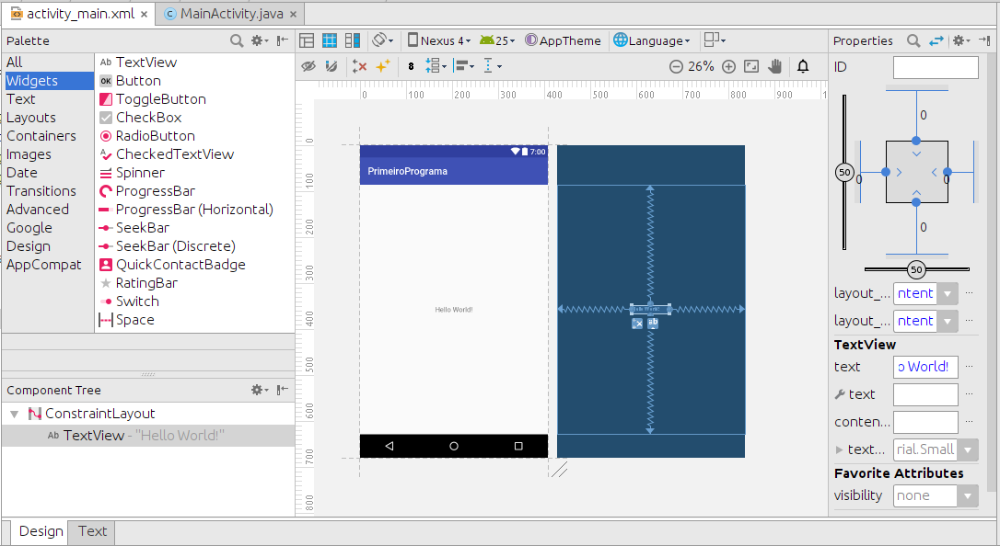 activity_main.xml × MainActivity.java ×
Palette
Nexus 4 25 AppTheme Language
Properties
All
Widgets
Text
Layouts
Containers
Images
Date
Transitions
Advanced
Google
Design
AppCompat
Ab TextView
OK Button
ToggleButton
CheckBox
RadioButton
CheckedTextView
Spinner
ProgressBar
ProgressBar (Horizontal)
SeekBar
SeekBar (Discrete)
QuickContactBadge
RatingBar
Switch
Space
8 26%
0 100 200 300 400 500 600 700 800 900
0
100
200
300
400
500
600
700
800
7:00
PrimeiroPrograma
Hello World!
Component Tree
ConstraintLayout
Ab TextView - "Hello World!"
ID
0
50
0
0
0
50
layout_... ntent ...
layout_... ntent ...
TextView
text o World! ...
text ...
conten... ...
text... rial.Small
Favorite Attributes
visibility none
Design Text